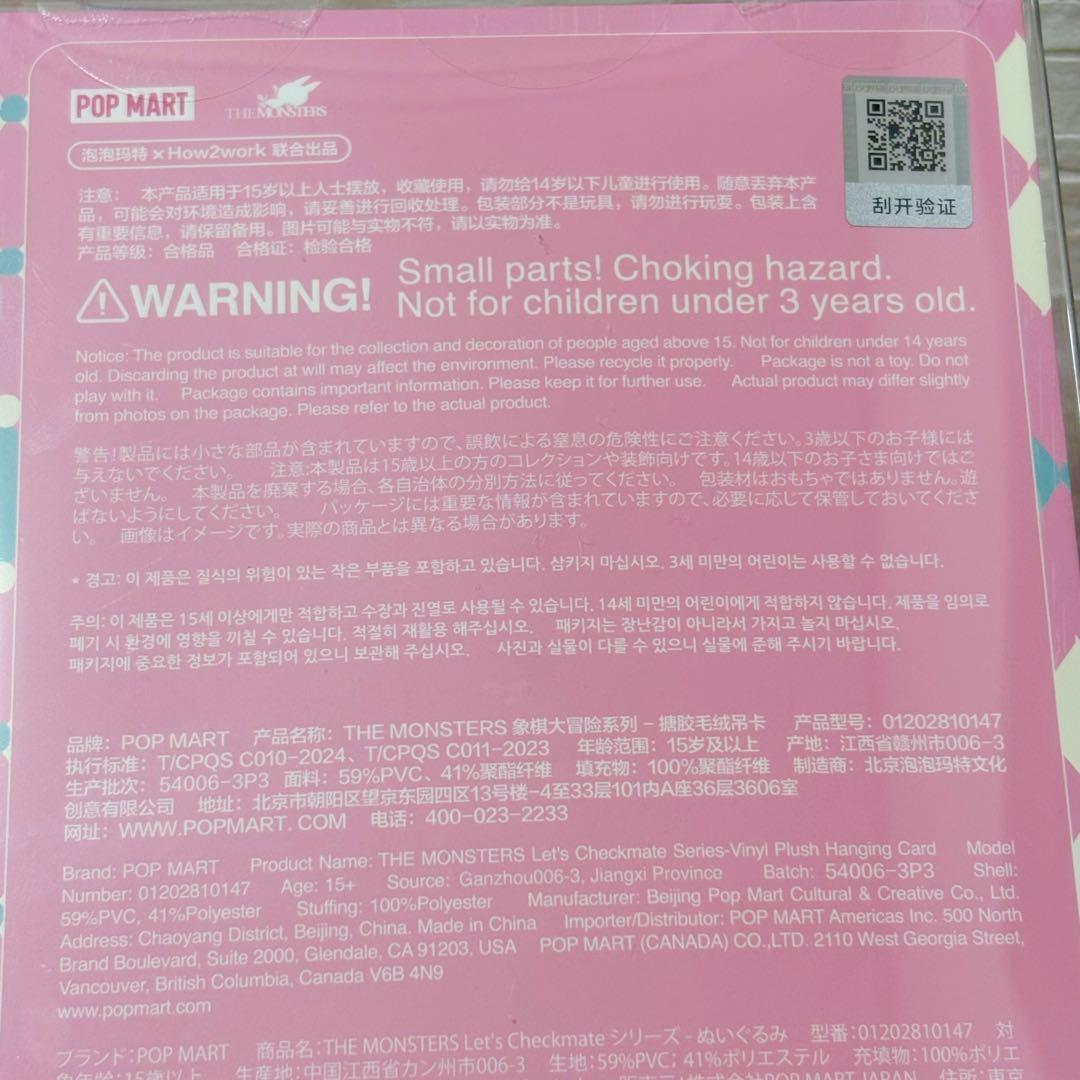 POP MART THE MONSTERS
泡泡玛特 × How2work 联合出品
刮开验证
注意： 本产品适用于15岁以上人士摆放，收藏使用，请勿给14岁以下儿童进行使用。随意丢弃本产
品，可能会对环境造成影响，请妥善进行回收处理。包装部分不是玩具，请勿进行玩耍。包装上含
有重要信息，请保留备用。图片可能与实物不符，请以实物为准。
产品等级：合格品 合格证：检验合格
WARNING! Small parts! Choking hazard.
Not for children under 3 years old.
Notice: The product is suitable for the collection and decoration of people aged above 15. Not for children under 14 years
old. Discarding the product at will may affect the environment. Please recycle it properly. Package is not a toy. Do not
play with it. Package contains important information. Please keep it for further use. Actual product may differ slightly
from photos on the package. Please refer to the actual product.
警告!製品には小さな部品が含まれていますので、誤飲による窒息の危険性にご注意ください。3歳以下のお子様には
与えないでください。 注意:本製品は15歳以上の方のコレクションや装飾向けです。14歳以下のお子さま向けではご
ざいません。 本製品を廃棄する場合、各自治体の分別方法に従ってください。 包装材はおもちゃではありません。遊
ばないようにしてください。 パッケージには重要な情報が含まれていますので、必要に応じて保管しておいてくださ
い。 画像はイメージです。実際の商品とは異なる場合があります。
* 경고: 이 제품은 질식의 위험이 있는 작은 부품을 포함하고 있습니다. 삼키지 마십시오. 3세 미만의 어린이는 사용할 수 없습니다.
주의: 이 제품은 15세 이상에게만 적합하고 수장과 진열로 사용될 수 있습니다. 14세 미만의 어린이에게 적합하지 않습니다. 제품을 임의로
폐기 시 환경에 영향을 끼칠 수 있습니다. 적절히 재활용 해주십시오. 패키지는 장난감이 아니라서 가지고 놀지 마십시오.
패키지에 중요한 정보가 포함되어 있으니 보관해 주십시오. 사진과 실물이 다를 수 있으니 실물에 준해 주시기 바랍니다.
品牌：POP MART 产品名称：THE MONSTERS 象棋大冒险系列 - 搪胶毛绒吊卡 产品型号：01202810147
执行标准：T/CPQS C010-2024、T/CPQS C011-2023 年龄范围：15岁及以上 产地：江西省赣州市006-3
生产批次：54006-3P3 面料：59%PVC、41%聚酯纤维 填充物：100%聚酯纤维 制造商：北京泡泡玛特文化
创意有限公司 地址：北京市朝阳区望京东园四区13号楼-4至33层101内A座36层3606室
网址：WWW.POPMART.COM 电话：400-023-2233
Brand: POP MART Product Name: THE MONSTERS Let's Checkmate Series-Vinyl Plush Hanging Card Model
Number: 01202810147 Age: 15+ Source: Ganzhou006-3, Jiangxi Province Batch: 54006-3P3 Shell:
59%PVC, 41%Polyester Stuffing: 100%Polyester Manufacturer: Beijing Pop Mart Cultural & Creative Co., Ltd.
Address: Chaoyang District, Beijing, China. Made in China Importer/Distributor: POP MART Americas Inc. 500 North
Brand Boulevard, Suite 2000, Glendale, CA 91203, USA POP MART (CANADA) CO.,LTD. 2110 West Georgia Street,
Vancouver, British Columbia, Canada V6B 4N9
www.popmart.com
ブランド:POP MART 商品名:THE MONSTERS Let's Checkmate シリーズ - ぬいぐるみ 型番:01202810147 対
象年齢:15歳以上 生産地:中国江西省カン州市006-3 生地:59%PVC; 41%ポリエステル 充填物:100%ポリエ
株式会社POP MART JAPAN 住所:東京